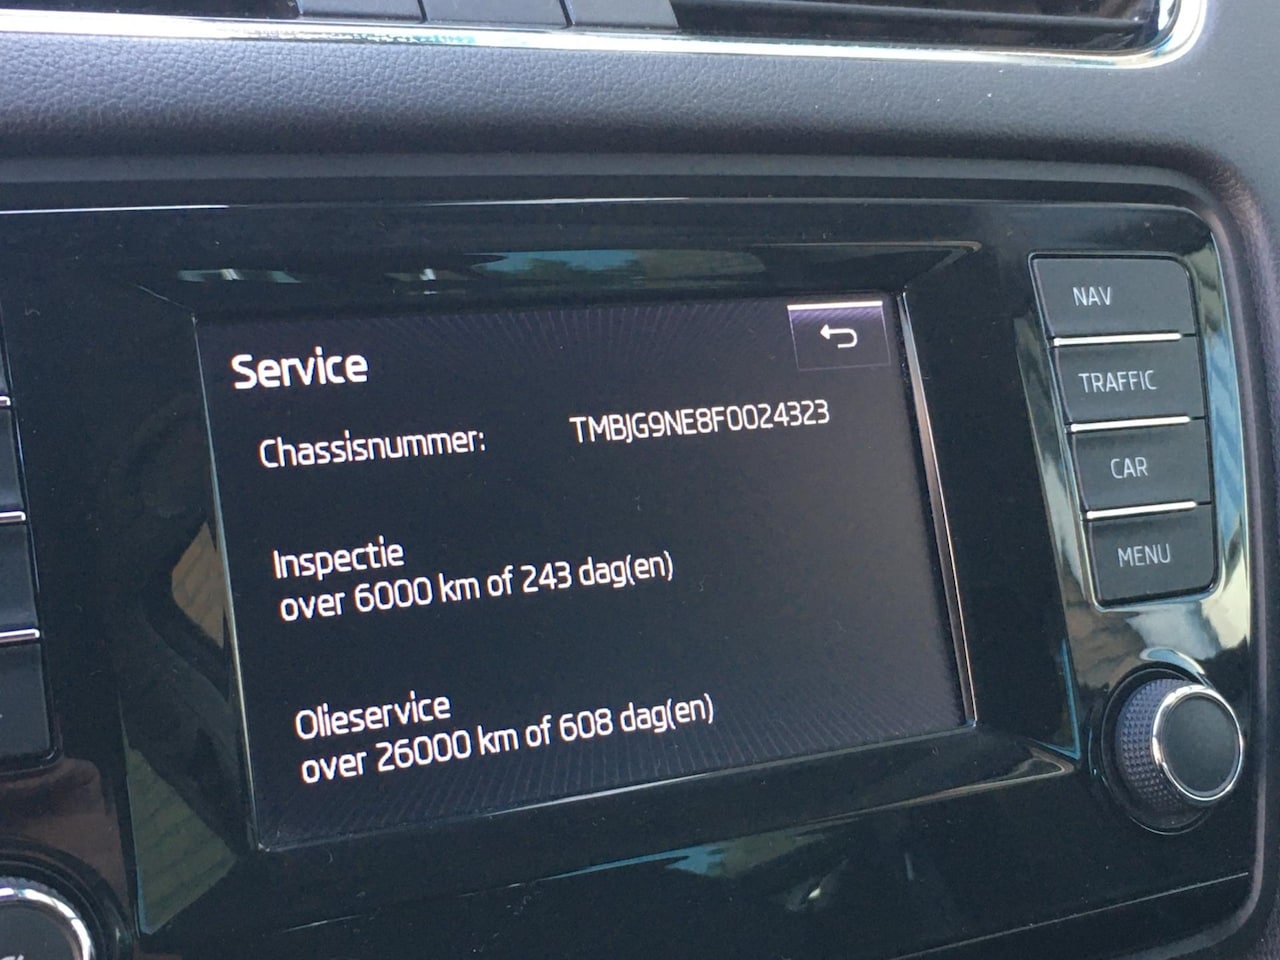 Service
Chassisnummer: TMBJG9NE8F0024323
Inspectie
over 6000 km of 243 dag(en)
Olieservice
over 26000 km of 608 dag(en)
NAV
TRAFFIC
CAR
MENU